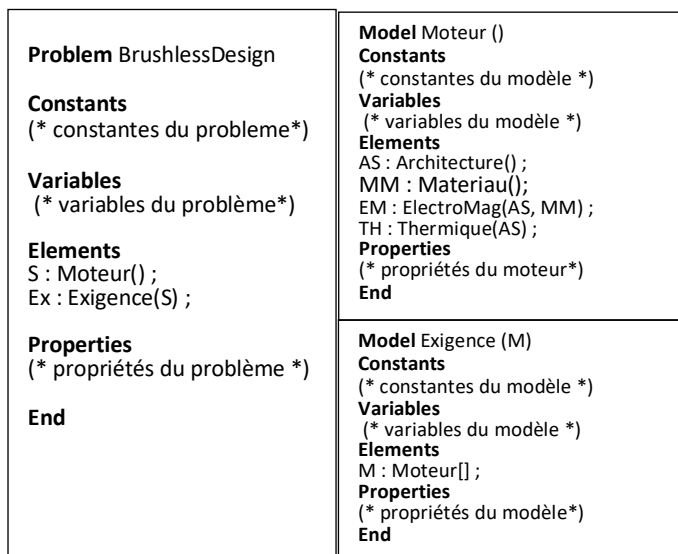 Problem BrushlessDesign
Constants
(* constantes du probleme*)
Variables
(* variables du problème*)
Elements
S : Moteur() ;
Ex : Exigence(S) ;
Properties
(* propriétés du problème *)
End
Model Moteur ()
Constants
(* constantes du modèle *)
Variables
(* variables du modèle *)
Elements
AS : Architecture() ;
MM : Materiau();
EM : ElectroMag(AS, MM) ;
TH : Thermique(AS) ;
Properties
(* propriétés du moteur*)
End
Model Exigence (M)
Constants
(* constantes du modèle *)
Variables
(* variables du modèle *)
Elements
M : Moteur[] ;
Properties
(* propriétés du modèle*)
End